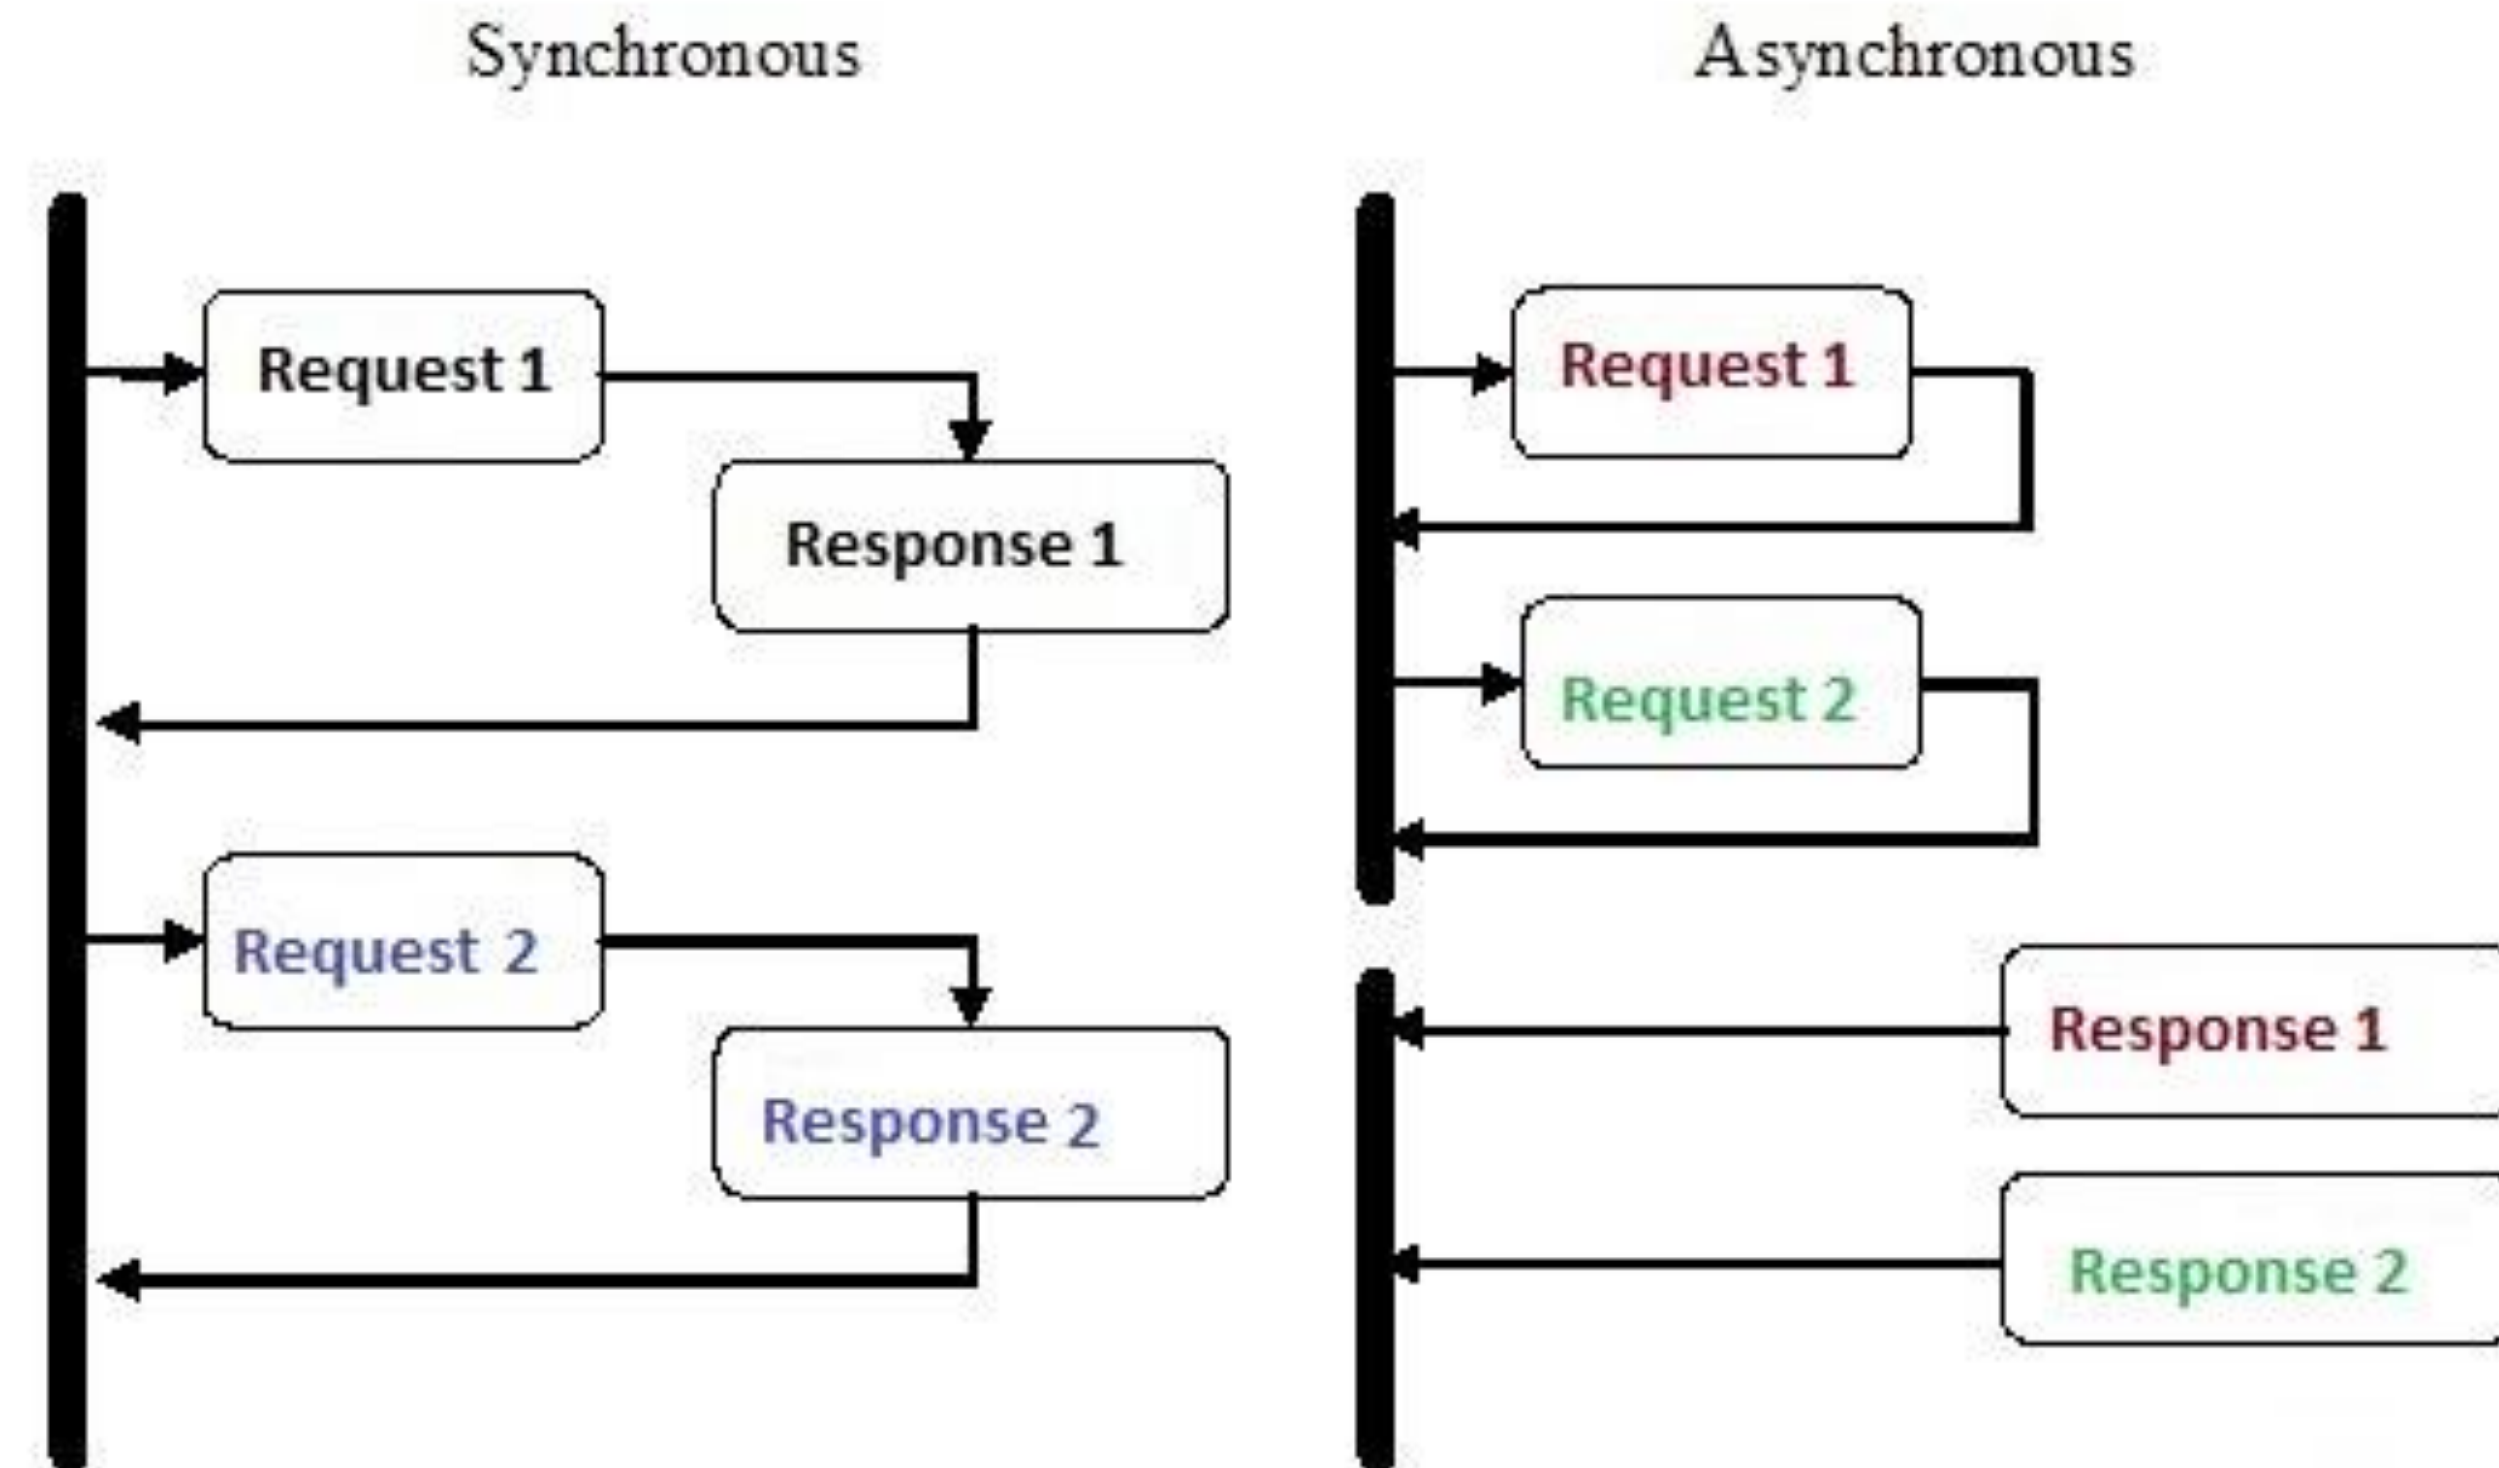 Synchronous
Request 1
Response 1
Request 2
Response 2
Asynchronous
Request 1
Request 2
Response 1
Response 2